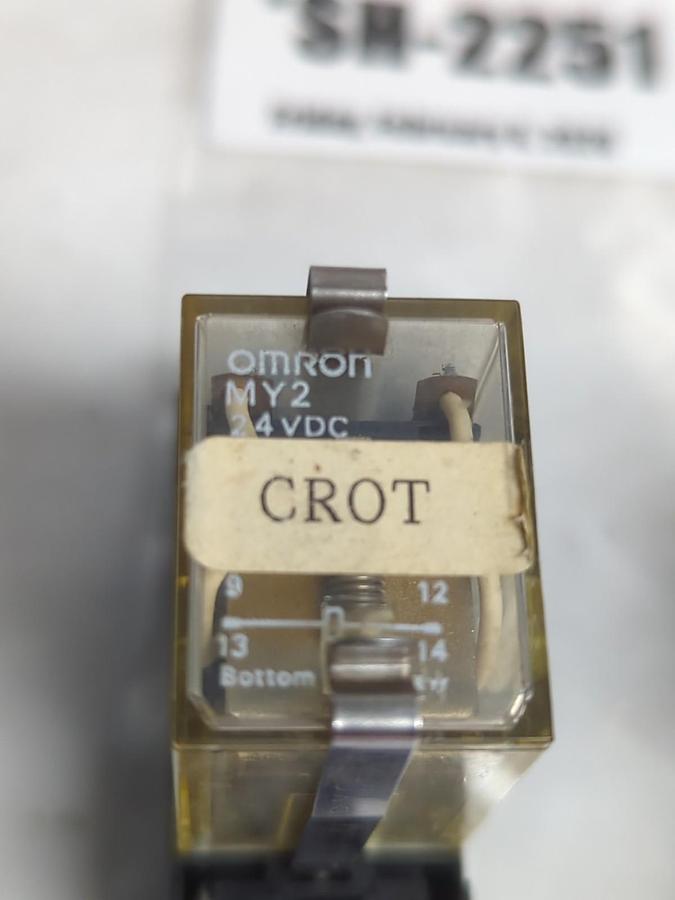 SH-2251
OMRON
MY2
24VDC
CROT
9 12
13 14
Bottom